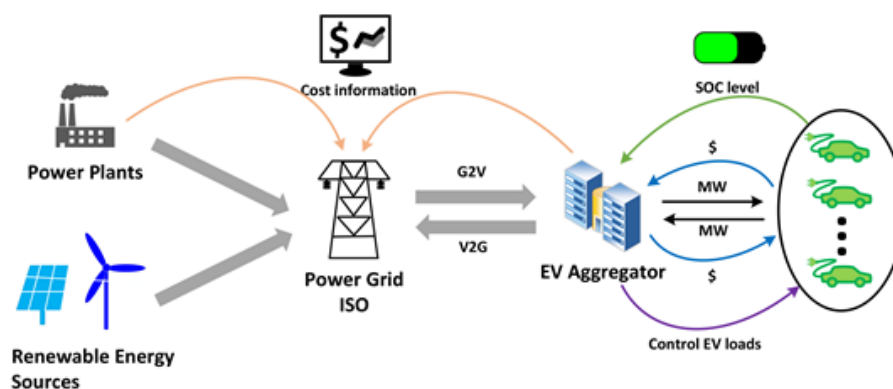 $
Cost information
SOC level
Power Plants
G2V
$
MW
MW
V2G
Power Grid
ISO
EV Aggregator
$
Renewable Energy
Sources
Control EV loads